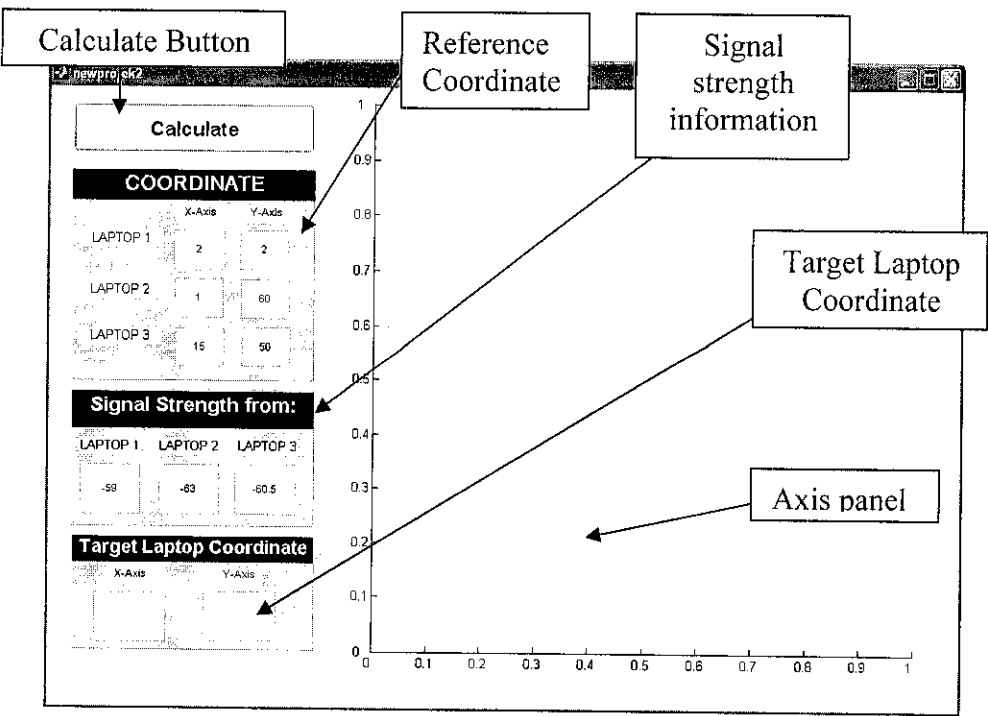 Calculate Button
Reference
Coordinate
Signal
strength
information
newprojek2
Calculate
COORDINATE
X-Axis Y-Axis
LAPTOP 1 2 2
LAPTOP 2 1 60
LAPTOP 3 15 50
Signal Strength from:
LAPTOP 1 LAPTOP 2 LAPTOP 3
-59 -63 -60.5
Target Laptop Coordinate
X-Axis Y-Axis
1
0.9
0.8
0.7
0.6
0.5
0.4
0.3
0.2
0.1
0
0 0.1 0.2 0.3 0.4 0.5 0.6 0.7 0.8 0.9 1
Target Laptop
Coordinate
Axis panel